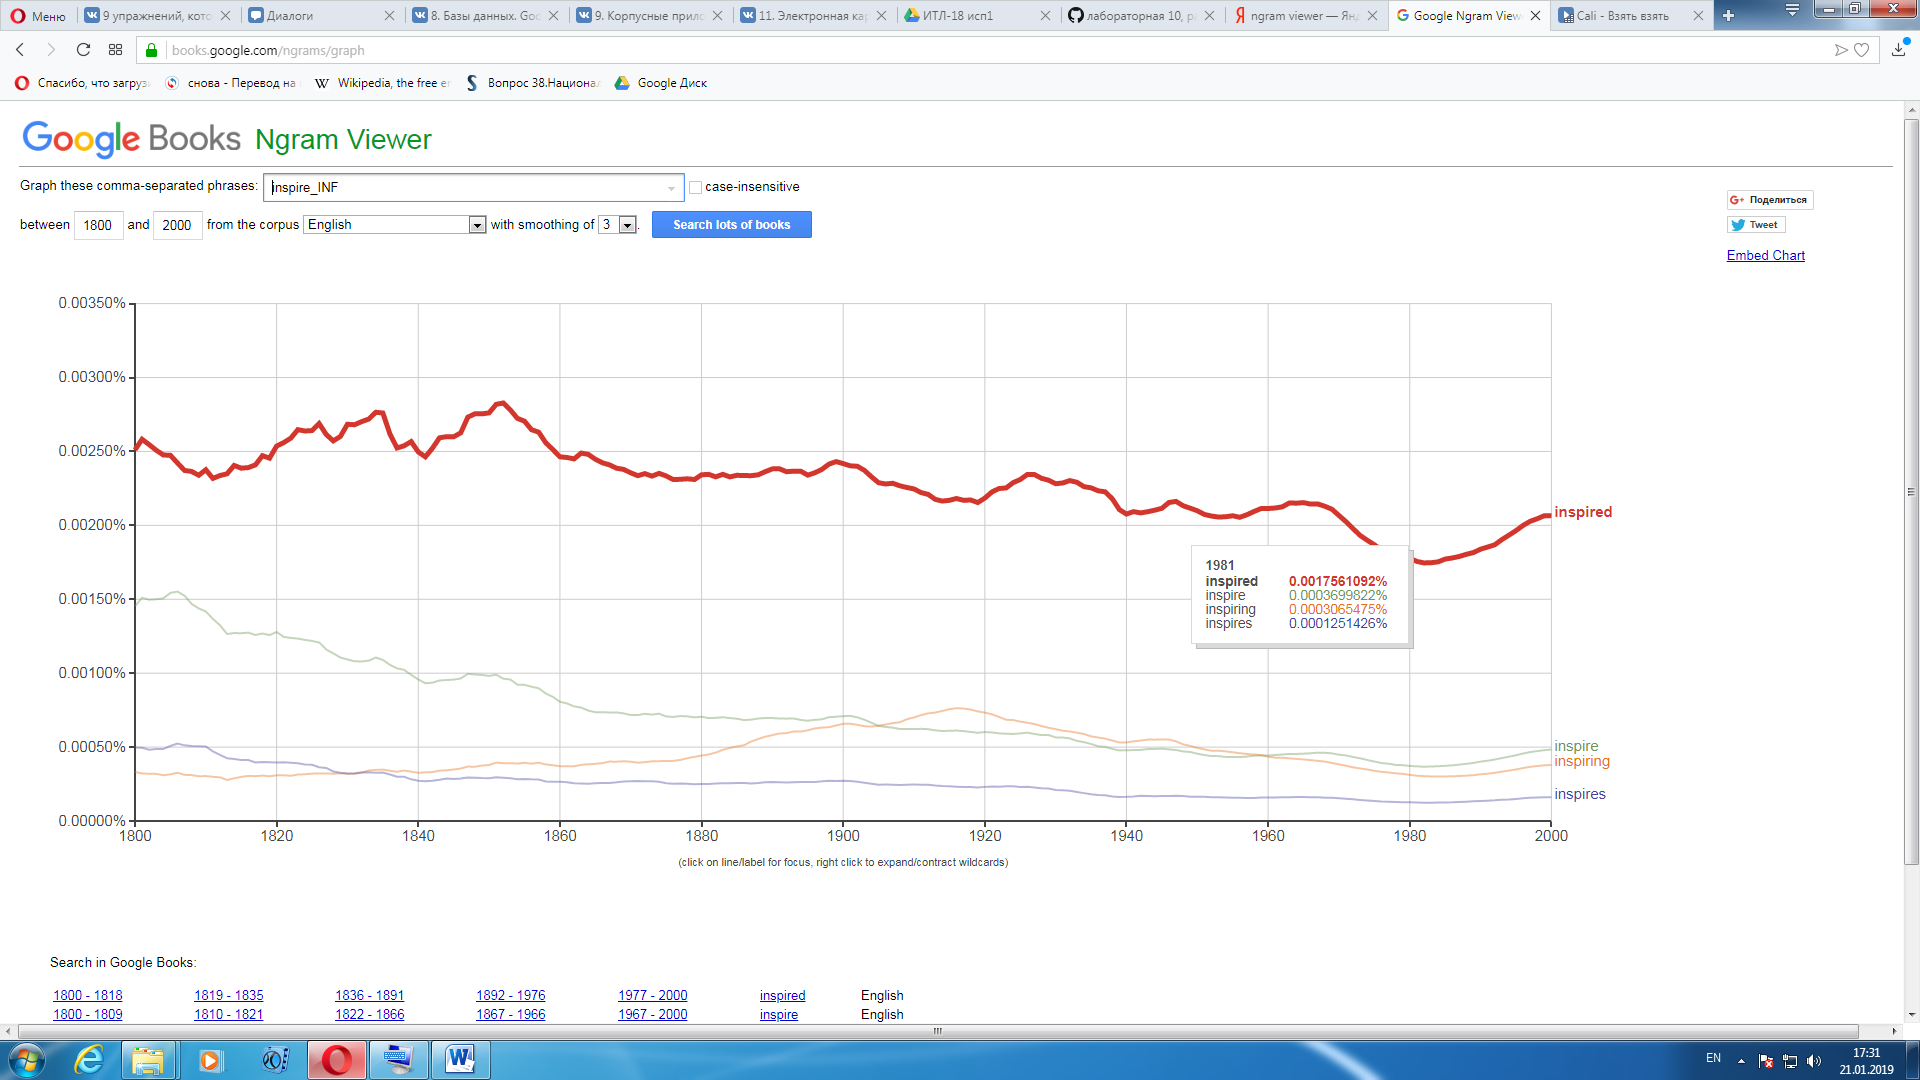 Меню
9 упражнений, кото
Диалоги
8. Базы данных. Goo
9. Корпусные прило
11. Электронная кар
ИТЛ-18 исп1
лабораторная 10, р
ngram viewer — Янд
Google Ngram View
Cali - Взять взять
books.google.com/ngrams/graph
Спасибо, что загруз
снова - Перевод на
Wikipedia, the free e
Вопрос 38.Национал
Google Диск
Google Books Ngram Viewer
Graph these comma-separated phrases: inspire_INF case-insensitive
between 1800 and 2000 from the corpus English with smoothing of 3 . Search lots of books
G+ Поделиться
Tweet
Embed Chart
0.00350%
0.00300%
0.00250%
0.00200%
0.00150%
0.00100%
0.00050%
0.00000%
inspired
1981
inspired 0.0017561092%
inspire 0.0003699822%
inspiring 0.0003065475%
inspires 0.0001251426%
inspire
inspiring
inspires
1800 1820 1840 1860 1880 1900 1920 1940 1960 1980 2000
(click on line/label for focus, right click to expand/contract wildcards)
Search in Google Books:
1800 - 1818 1819 - 1835 1836 - 1891 1892 - 1976 1977 - 2000 inspired English
1800 - 1809 1810 - 1821 1822 - 1866 1867 - 1966 1967 - 2000 inspire English
EN
17:31
21.01.2019